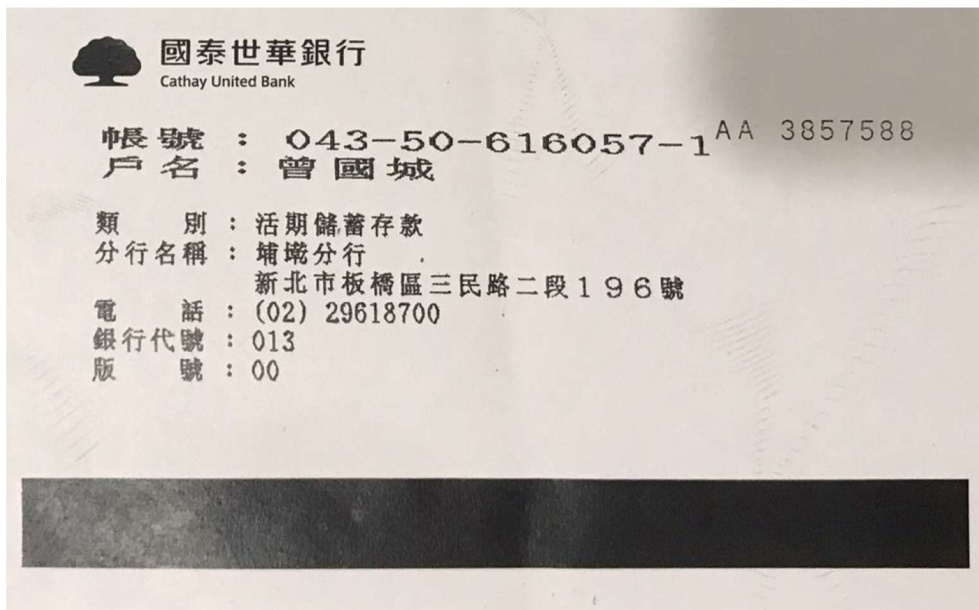 國泰世華銀行
Cathay United Bank
帳號 : 043-50-616057-1
AA 3857588
戶名 : 曾國城
類別 : 活期儲蓄存款
分行名稱 : 埔墘分行
新北市板橋區三民路二段196號
電話 : (02) 29618700
銀行代號 : 013
版號 : 00